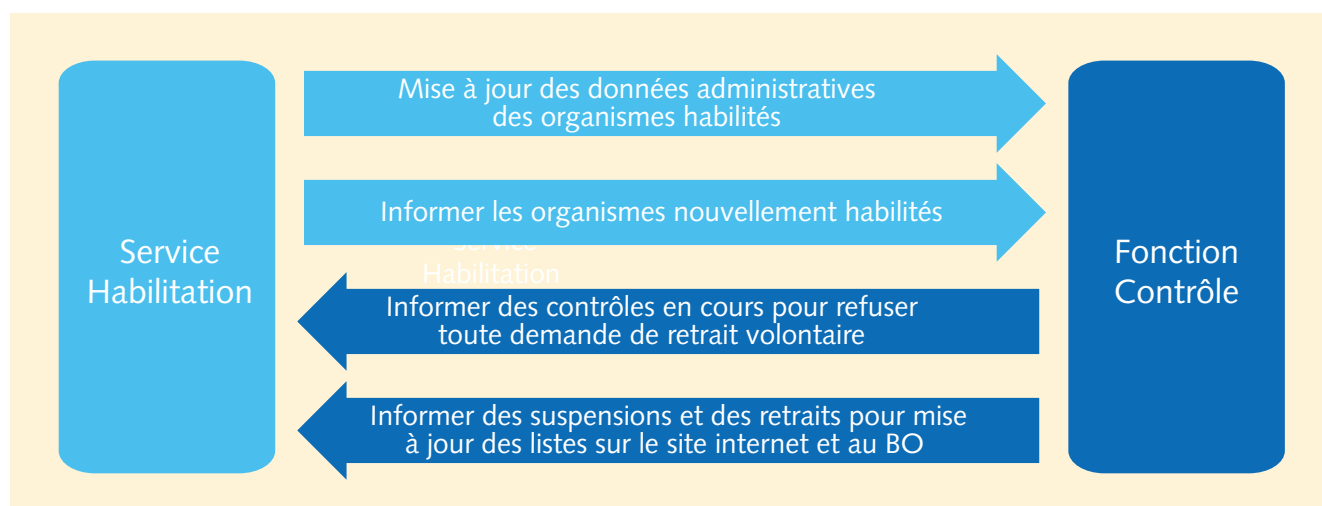 Service
Habilitation
Mise à jour des données administratives
des organismes habilités
Informer les organismes nouvellement habilités
Service
Habilitation
Informer des contrôles en cours pour refuser
toute demande de retrait volontaire
Informer des suspensions et des retraits pour mise
à jour des listes sur le site internet et au BO
Fonction
Contrôle